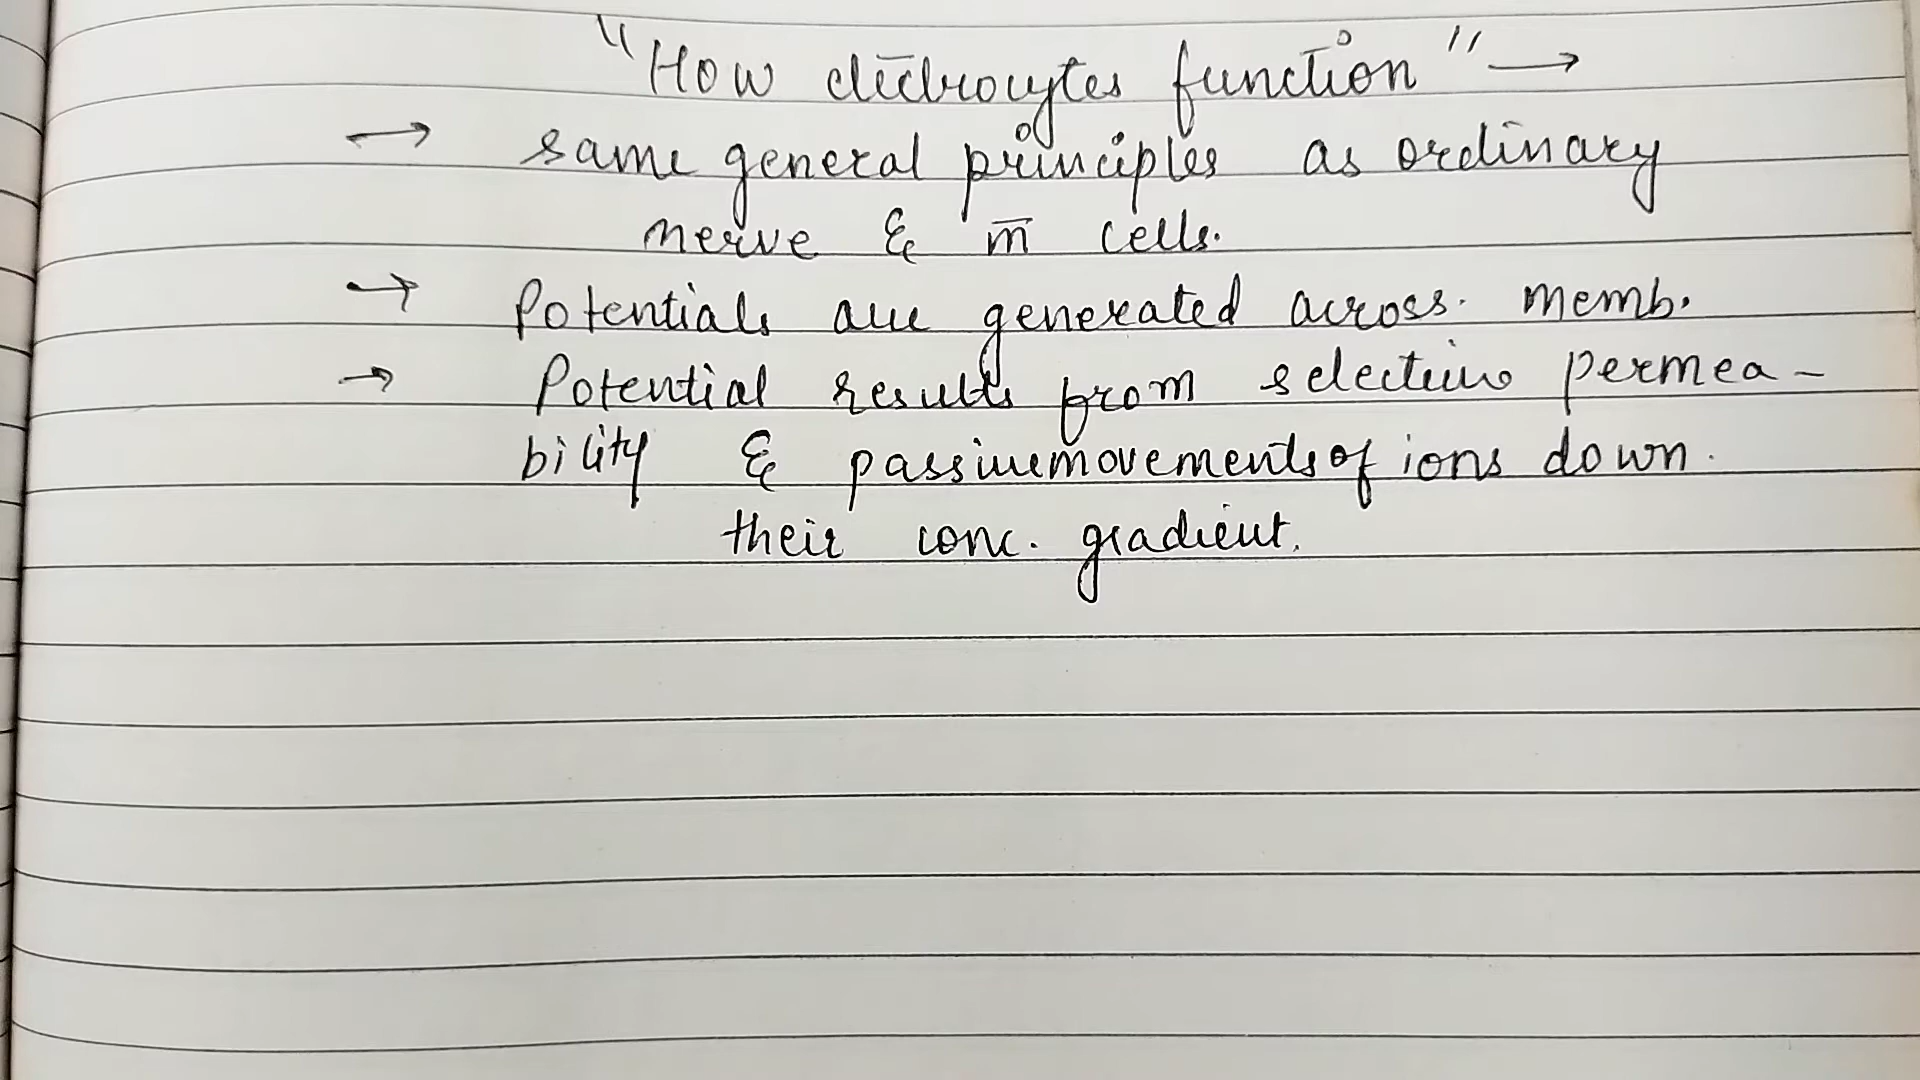 "How electrocytes function" →
→ same general principles as ordinary
nerve & m̅ cells.
→ Potentials are generated across. memb.
→ Potential results from selective permea-
bility & passive movements of ions down.
their conc. gradient.